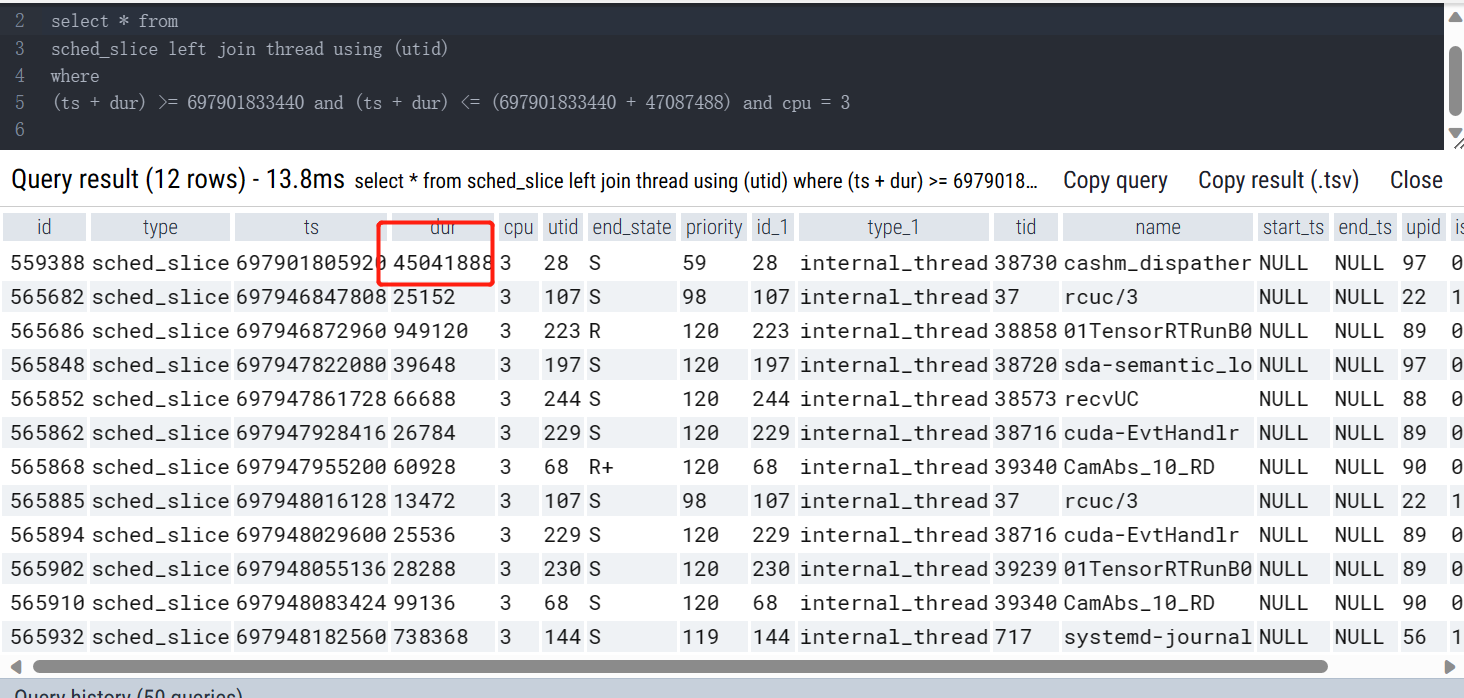 2 select * from
3 sched_slice left join thread using (utid)
4 where
5 (ts + dur) >= 697901833440 and (ts + dur) <= (697901833440 + 47087488) and cpu = 3
6
Query result (12 rows) - 13.8ms select * from sched_slice left join thread using (utid) where (ts + dur) >= 6979018... Copy query Copy result (.tsv) Close
id type ts dur cpu utid end_state priority id_1 type_1 tid name start_ts end_ts upid is
559388 sched_slice 697901805920 45041888 3 28 S 59 28 internal_thread 38730 cashm_dispather NULL NULL 97 0
565682 sched_slice 697946847808 25152 3 107 S 98 107 internal_thread 37 rcuc/3 NULL NULL 22 1
565686 sched_slice 697946872960 949120 3 223 R 120 223 internal_thread 38858 01TensorRTRunB0 NULL NULL 89 0
565848 sched_slice 697947822080 39648 3 197 S 120 197 internal_thread 38720 sda-semantic_lo NULL NULL 97 0
565852 sched_slice 697947861728 66688 3 244 S 120 244 internal_thread 38573 recvUC NULL NULL 88 0
565862 sched_slice 697947928416 26784 3 229 S 120 229 internal_thread 38716 cuda-EvtHandlr NULL NULL 89 0
565868 sched_slice 697947955200 60928 3 68 R+ 120 68 internal_thread 39340 CamAbs_10_RD NULL NULL 90 0
565885 sched_slice 697948016128 13472 3 107 S 98 107 internal_thread 37 rcuc/3 NULL NULL 22 1
565894 sched_slice 697948029600 25536 3 229 S 120 229 internal_thread 38716 cuda-EvtHandlr NULL NULL 89 0
565902 sched_slice 697948055136 28288 3 230 S 120 230 internal_thread 39239 01TensorRTRunB0 NULL NULL 89 0
565910 sched_slice 697948083424 99136 3 68 S 120 68 internal_thread 39340 CamAbs_10_RD NULL NULL 90 0
565932 sched_slice 697948182560 738368 3 144 S 119 144 internal_thread 717 systemd-journal NULL NULL 56 1
Query history (50 queries)